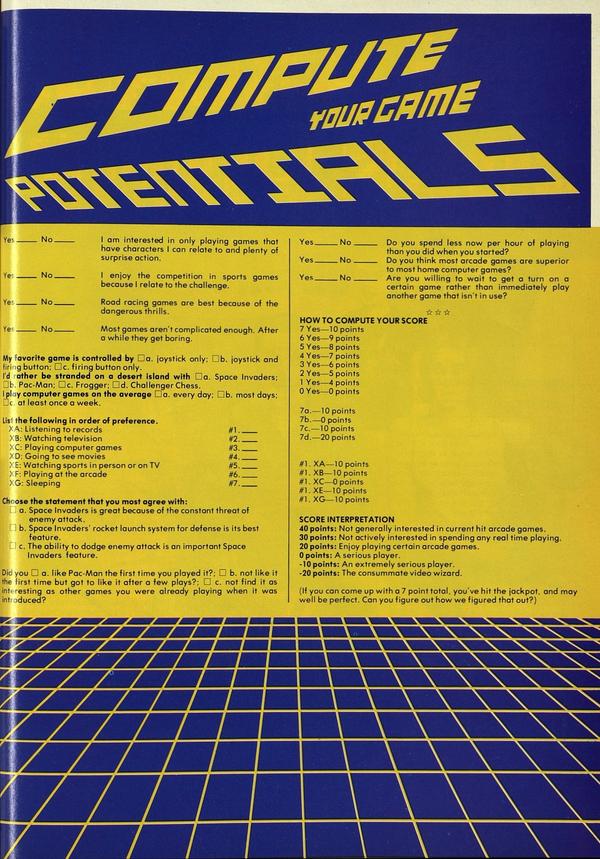 COMPUTE
YOUR GAME
POTENTIALS
Yes____ No____ I am interested in only playing games that
have characters I can relate to and plenty of
surprise action.
Yes____ No____ I enjoy the competition in sports games
because I relate to the challenge.
Yes____ No____ Road racing games are best because of the
dangerous thrills.
Yes____ No____ Most games aren't complicated enough. After
a while they get boring.
My favorite game is controlled by ☐a. joystick only; ☐b. joystick and
firing button; ☐c. firing button only.
I'd rather be stranded on a desert island with ☐a. Space Invaders;
☐b. Pac-Man; ☐c. Frogger; ☐d. Challenger Chess.
I play computer games on the average ☐a. every day; ☐b. most days;
☐c. at least once a week.
List the following in order of preference.
XA: Listening to records #1.____
XB: Watching television #2.____
XC: Playing computer games #3.____
XD: Going to see movies #4.____
XE: Watching sports in person or on TV #5.____
XF: Playing at the arcade #6.____
XG: Sleeping #7.____
Choose the statement that you most agree with:
☐ a. Space Invaders is great because of the constant threat of
enemy attack.
☐ b. Space Invaders' rocket launch system for defense is its best
feature.
☐ c. The ability to dodge enemy attack is an important Space
Invaders feature.
Did you ☐ a. like Pac-Man the first time you played it?; ☐ b. not like it
the first time but got to like it after a few plays?; ☐ c. not find it as
interesting as other games you were already playing when it was
introduced?
Yes____ No____ Do you spend less now per hour of playing
than you did when you started?
Yes____ No____ Do you think most arcade games are superior
to most home computer games?
Yes____ No____ Are you willing to wait to get a turn on a
certain game rather than immediately play
another game that isn't in use?
☆☆☆
HOW TO COMPUTE YOUR SCORE
7 Yes—10 points
6 Yes—9 points
5 Yes—8 points
4 Yes—7 points
3 Yes—6 points
2 Yes—5 points
1 Yes—4 points
0 Yes—0 points
7a.—10 points
7b.—0 points
7c.—10 points
7d.—20 points
#1. XA—10 points
#1. XB—10 points
#1. XC—0 points
#1. XE—10 points
#1. XG—10 points
SCORE INTERPRETATION
40 points: Not generally interested in current hit arcade games.
30 points: Not actively interested in spending any real time playing.
20 points: Enjoy playing certain arcade games.
0 points: A serious player.
-10 points: An extremely serious player.
-20 points: The consummate video wizard.
(If you can come up with a 7 point total, you've hit the jackpot, and may
well be perfect. Can you figure out how we figured that out?)